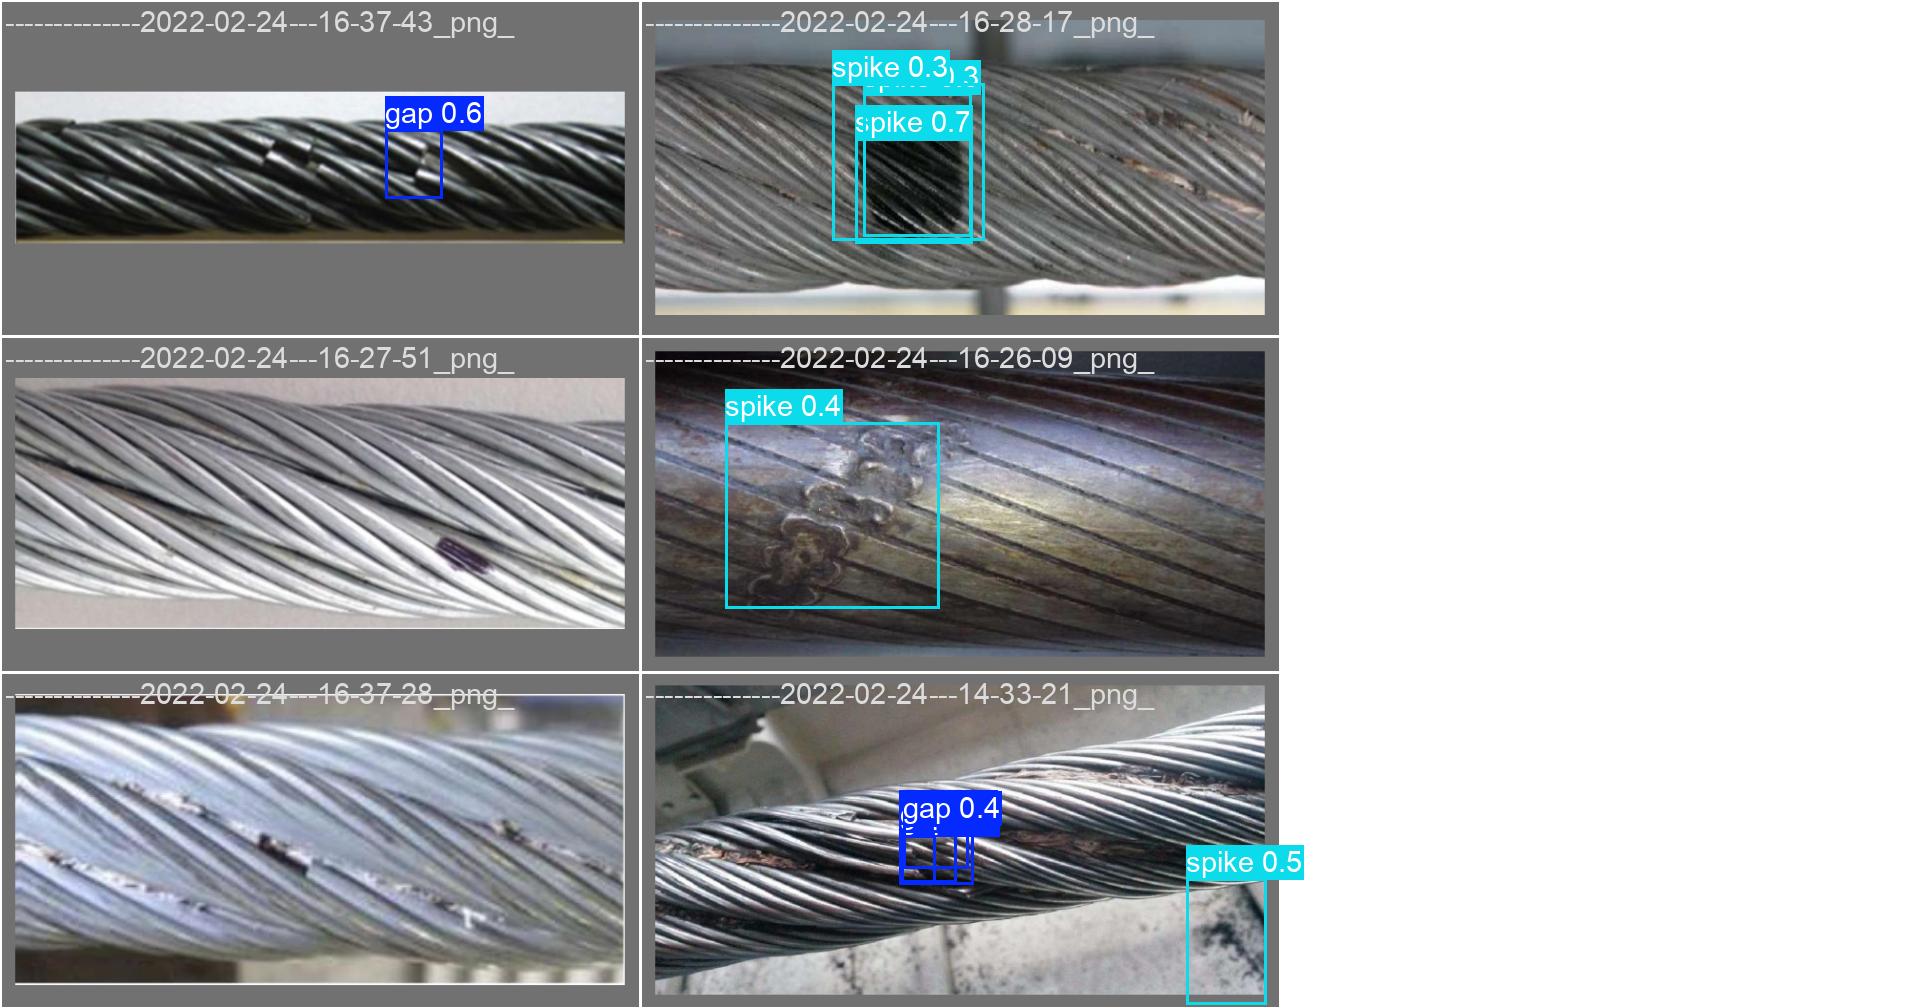 --------------2022-02-24---16-37-43_png_
gap 0.6
--------------2022-02-24---16-28-17_png_
spike 0.3
spike 0.7
--------------2022-02-24---16-27-51_png_
--------------2022-02-24---16-26-09_png_
spike 0.4
--------------2022-02-24---16-37-28_png_
--------------2022-02-24---14-33-21_png_
gap 0.4
spike 0.5